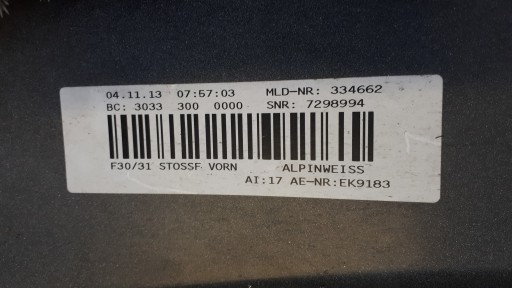 04.11.13 07:57:03 MLD-NR: 334662
BC: 3033 300 0000 SNR: 7298994
F30/31 STOSSF VORN ALPINWEISS
AI:17 AE-NR:EK9183